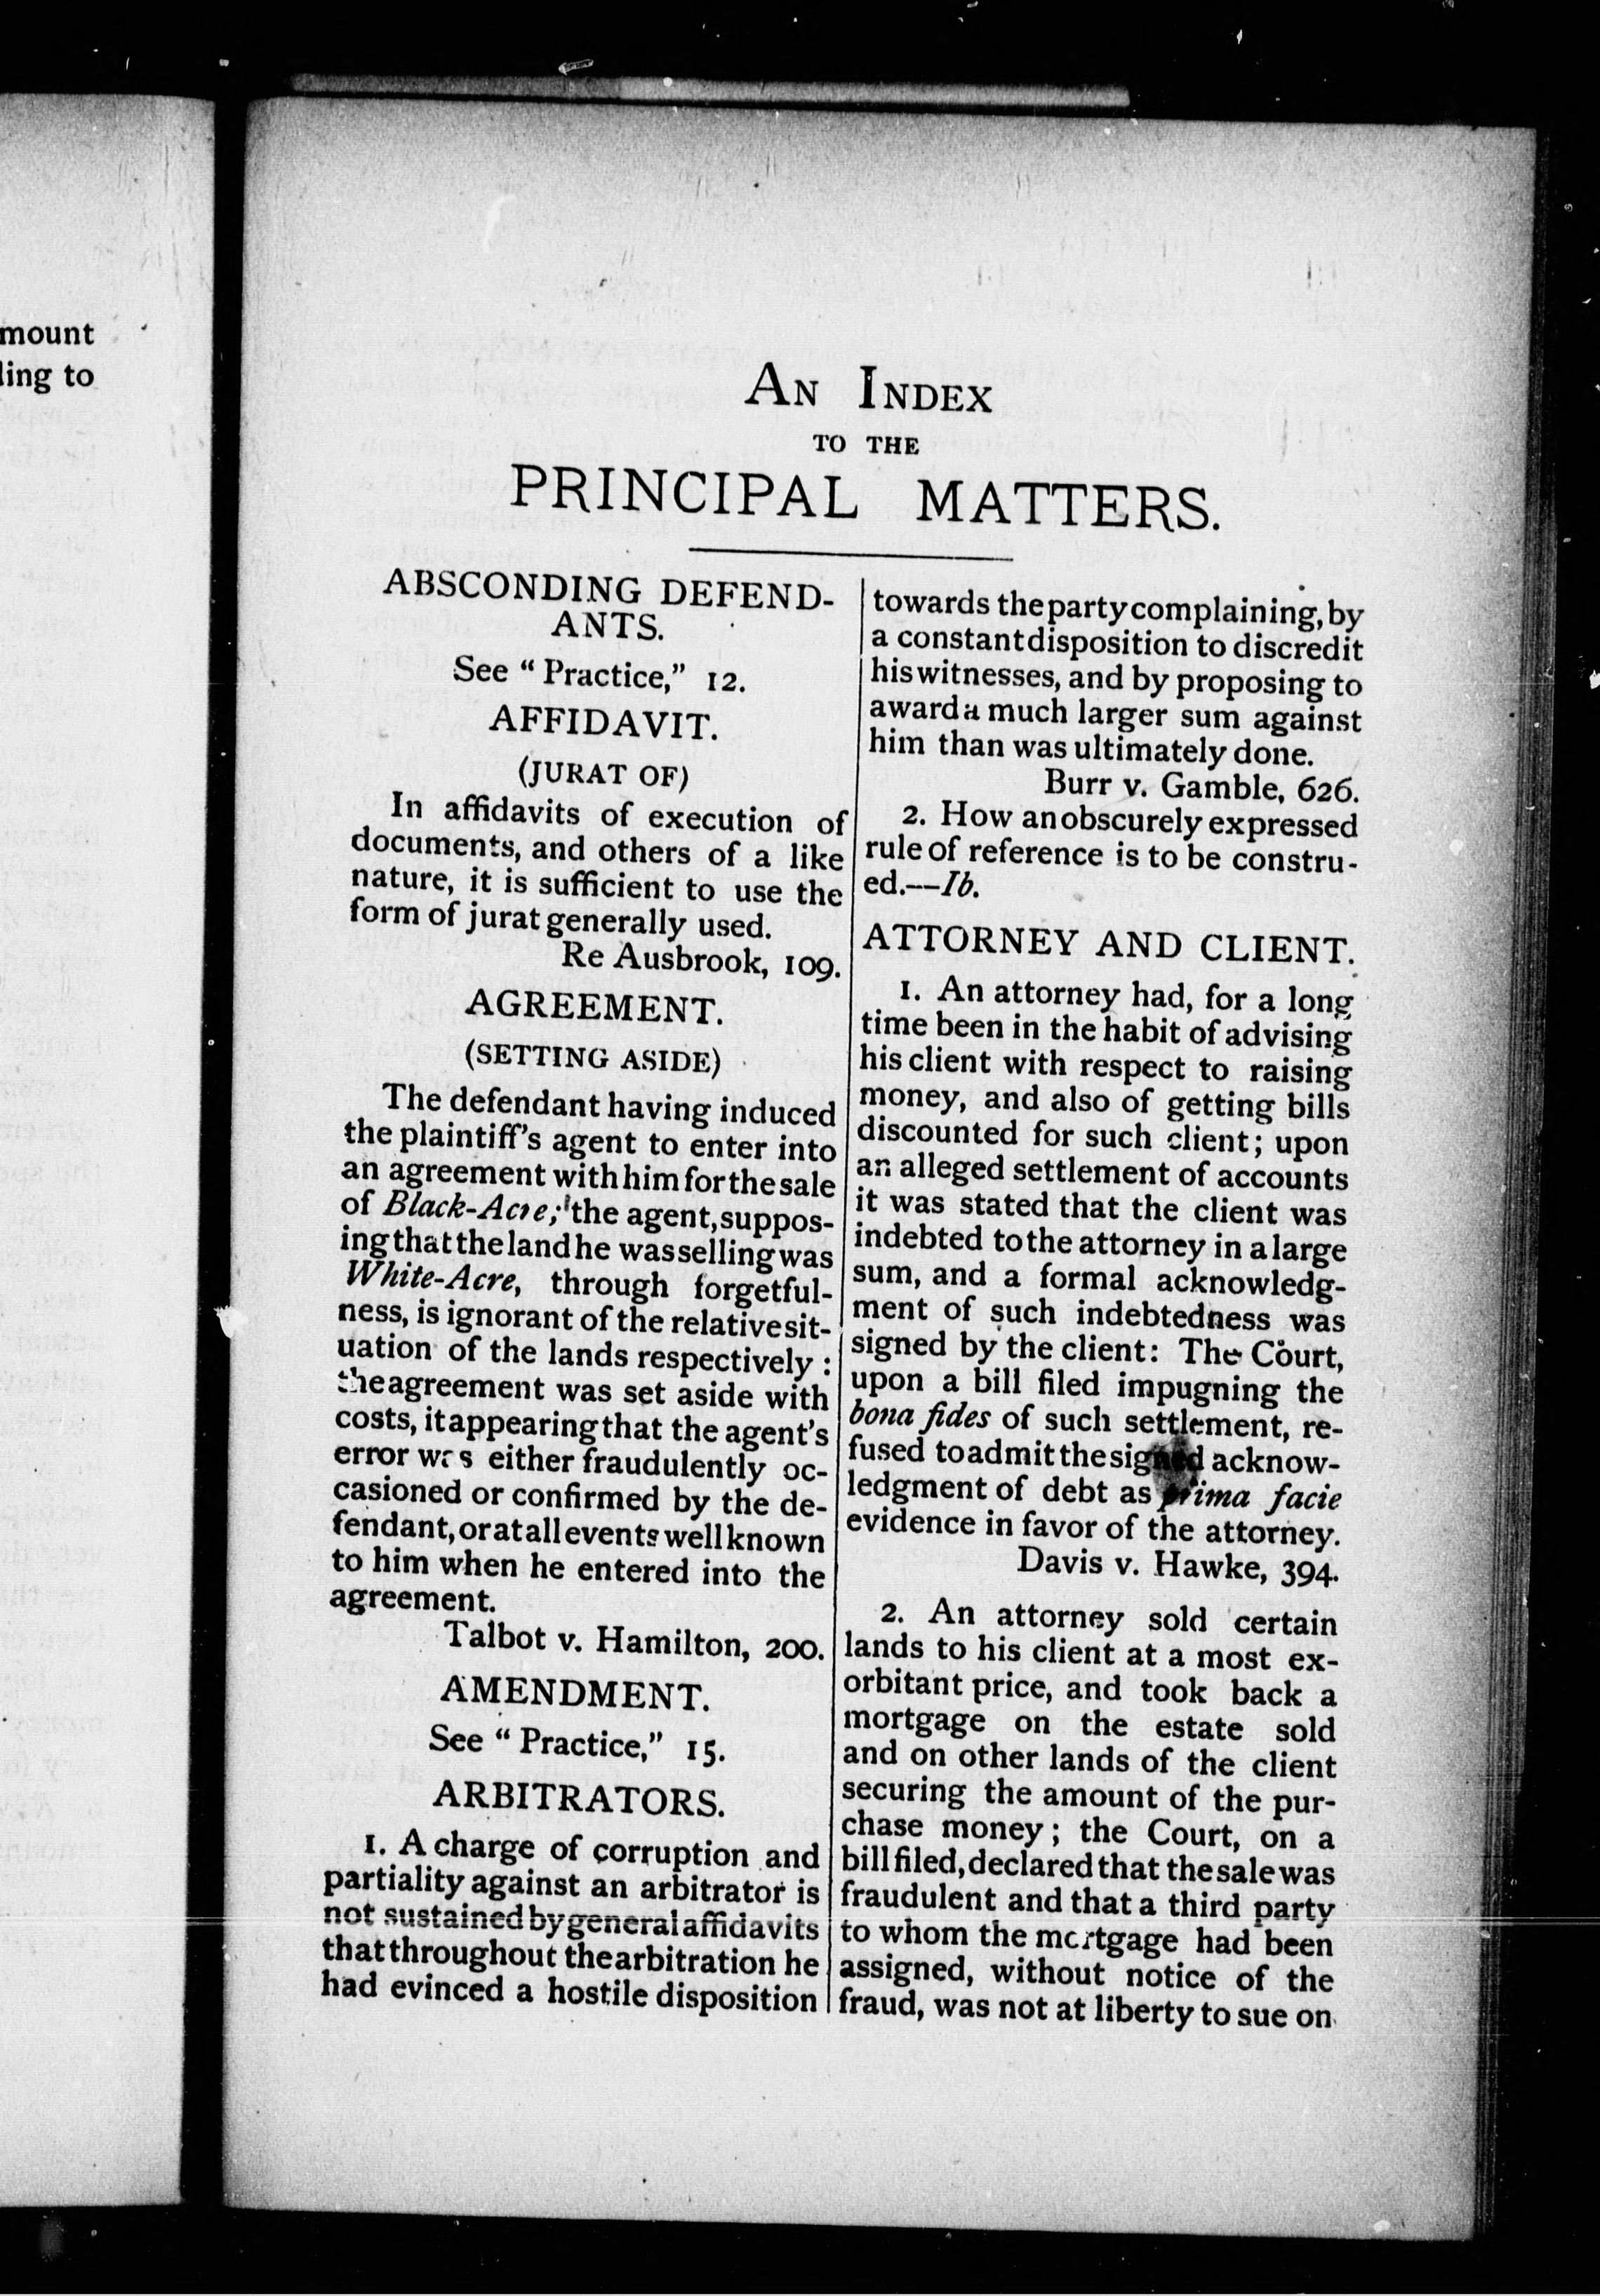 mount
ling to
AN INDEX
TO THE
PRINCIPAL MATTERS.
ABSCONDING DEFEND-
ANTS.
See "Practice," 12.
AFFIDAVIT.
(JURAT OF)
In affidavits of execution of
documents, and others of a like
nature, it is sufficient to use the
form of jurat generally used.
Re Ausbrook, 109.
AGREEMENT.
(SETTING ASIDE)
The defendant having induced
the plaintiff's agent to enter into
an agreement with him for the sale
of Black-Acre; the agent, suppos-
ing that the land he was selling was
White-Acre, through forgetful-
ness, is ignorant of the relative sit-
uation of the lands respectively :
the agreement was set aside with
costs, it appearing that the agent's
error was either fraudulently oc-
casioned or confirmed by the de-
fendant, or at all events well known
to him when he entered into the
agreement.
Talbot v. Hamilton, 200.
AMENDMENT.
See "Practice," 15.
ARBITRATORS.
1. A charge of corruption and
partiality against an arbitrator is
not sustained by general affidavits
that throughout the arbitration he
had evinced a hostile disposition
towards the party complaining, by
a constant disposition to discredit
his witnesses, and by proposing to
award a much larger sum against
him than was ultimately done.
Burr v. Gamble, 626.
2. How an obscurely expressed
rule of reference is to be constru-
ed.—Ib.
ATTORNEY AND CLIENT.
1. An attorney had, for a long
time been in the habit of advising
his client with respect to raising
money, and also of getting bills
discounted for such client; upon
an alleged settlement of accounts
it was stated that the client was
indebted to the attorney in a large
sum, and a formal acknowledg-
ment of such indebtedness was
signed by the client: The Court,
upon a bill filed impugning the
bona fides of such settlement, re-
fused to admit the signed acknow-
ledgment of debt as prima facie
evidence in favor of the attorney.
Davis v. Hawke, 394.
2. An attorney sold certain
lands to his client at a most ex-
orbitant price, and took back a
mortgage on the estate sold
and on other lands of the client
securing the amount of the pur-
chase money; the Court, on a
bill filed, declared that the sale was
fraudulent and that a third party
to whom the mortgage had been
assigned, without notice of the
fraud, was not at liberty to sue on